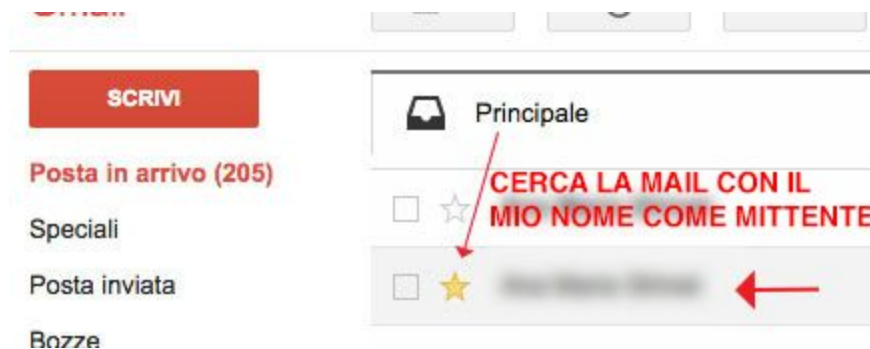 Gmail
SCRIVI
Principale
Posta in arrivo (205)
CERCA LA MAIL CON IL
MIO NOME COME MITTENTE
Speciali
Posta inviata
Bozze